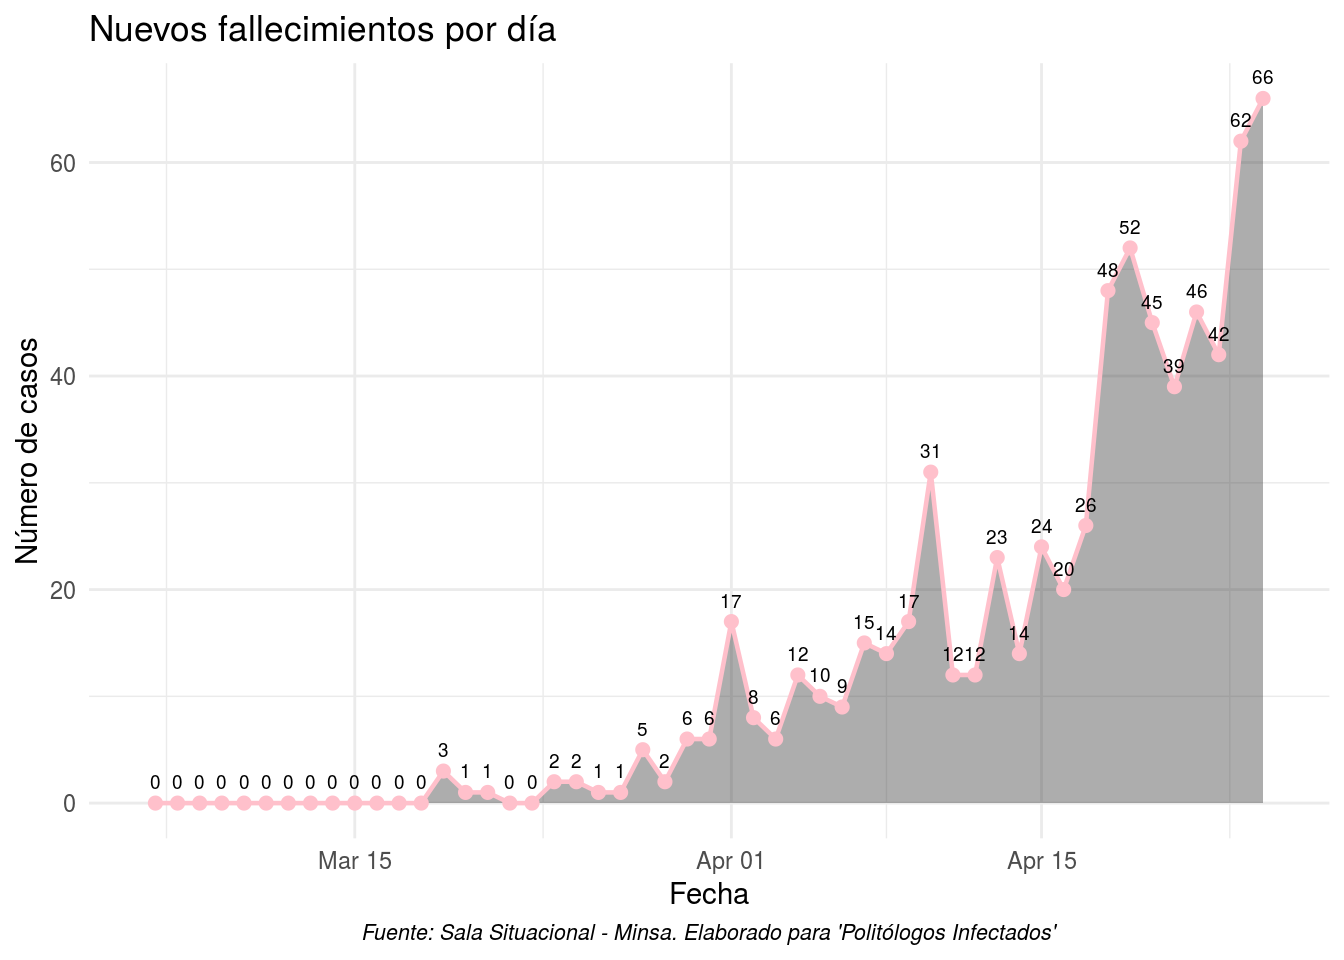 Nuevos fallecimientos por día
Número de casos
60
40
20
0
0 0 0 0 0 0 0 0 0 0 0 0 0 3 1 1 0 0 2 2 1 1 5 2 6 6 17 8 6 12 10 9 15 14 17 31 12 12 23 14 24 20 26 48 52 45 39 46 42 62 66
Mar 15 Apr 01 Apr 15
Fecha
Fuente: Sala Situacional - Minsa. Elaborado para 'Politólogos Infectados'